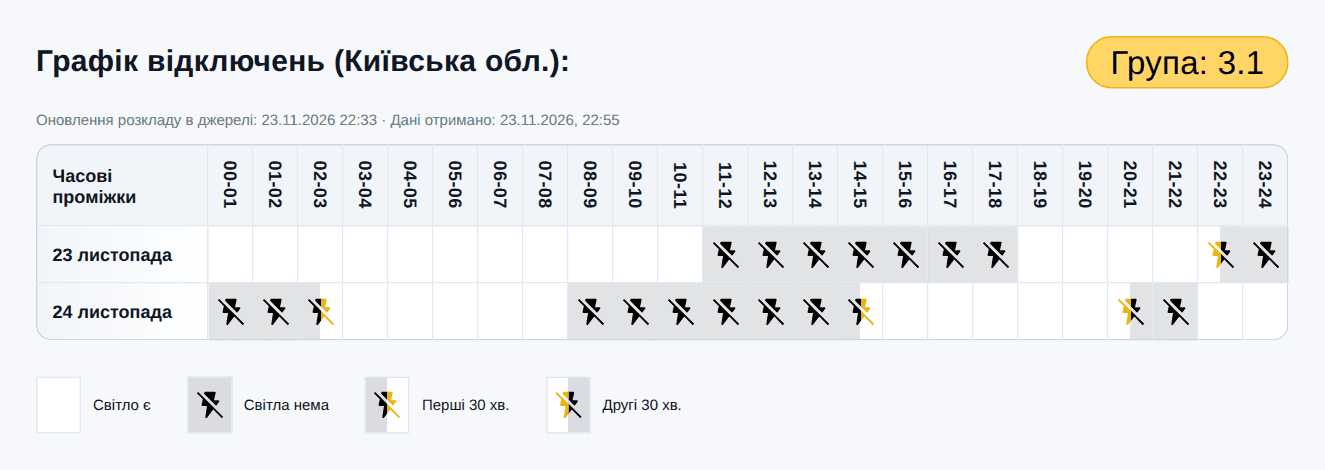 Графік відключень (Київська обл.):
Група: 3.1
Оновлення розкладу в джерелі: 23.11.2026 22:33 · Дані отримано: 23.11.2026, 22:55
Часові
проміжки
00-01
01-02
02-03
03-04
04-05
05-06
06-07
07-08
08-09
09-10
10-11
11-12
12-13
13-14
14-15
15-16
16-17
17-18
18-19
19-20
20-21
21-22
22-23
23-24
23 листопада
24 листопада
Світло є
Світла нема
Перші 30 хв.
Другі 30 хв.